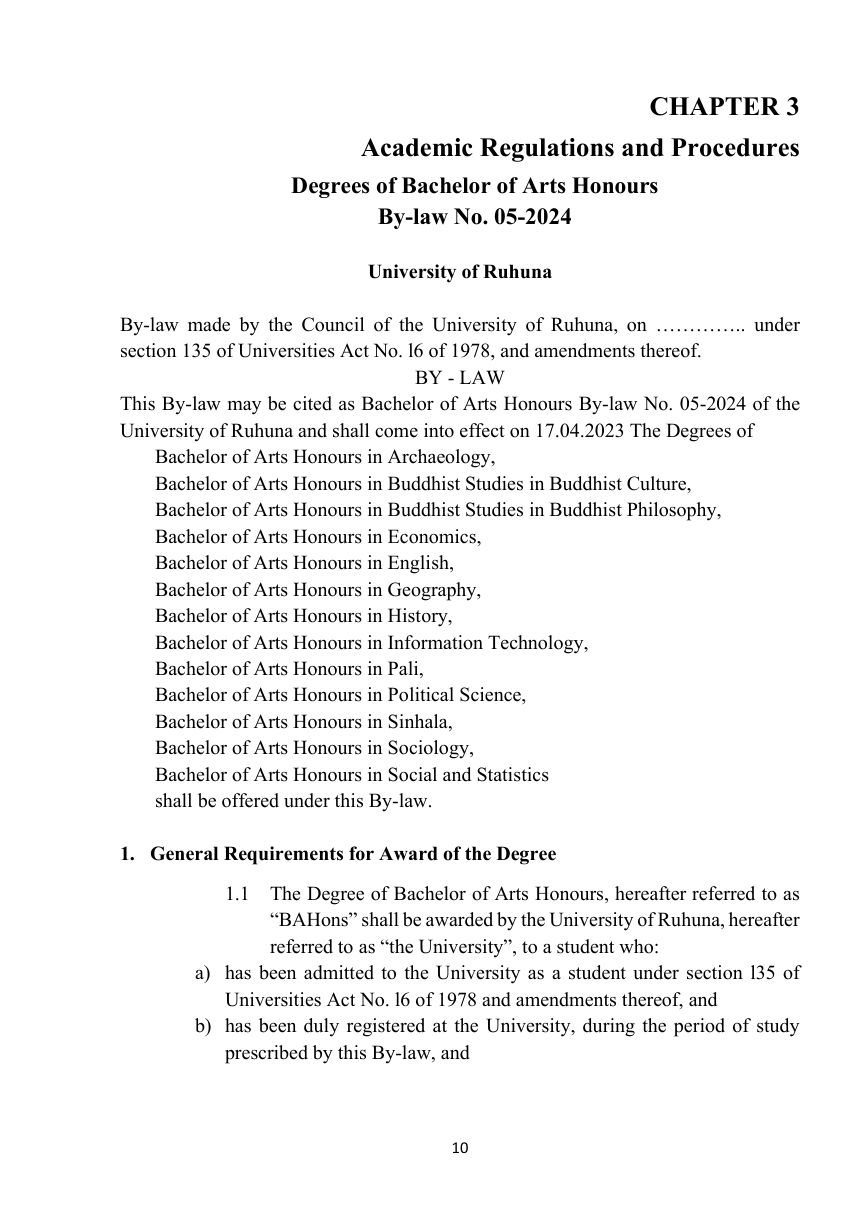 CHAPTER 3
Academic Regulations and Procedures
Degrees of Bachelor of Arts Honours
By-law No. 05-2024
University of Ruhuna
By-law made by the Council of the University of Ruhuna, on ………….. under
section 135 of Universities Act No. l6 of 1978, and amendments thereof.
BY - LAW
This By-law may be cited as Bachelor of Arts Honours By-law No. 05-2024 of the
University of Ruhuna and shall come into effect on 17.04.2023 The Degrees of
Bachelor of Arts Honours in Archaeology,
Bachelor of Arts Honours in Buddhist Studies in Buddhist Culture,
Bachelor of Arts Honours in Buddhist Studies in Buddhist Philosophy,
Bachelor of Arts Honours in Economics,
Bachelor of Arts Honours in English,
Bachelor of Arts Honours in Geography,
Bachelor of Arts Honours in History,
Bachelor of Arts Honours in Information Technology,
Bachelor of Arts Honours in Pali,
Bachelor of Arts Honours in Political Science,
Bachelor of Arts Honours in Sinhala,
Bachelor of Arts Honours in Sociology,
Bachelor of Arts Honours in Social and Statistics
shall be offered under this By-law.
1. General Requirements for Award of the Degree
1.1 The Degree of Bachelor of Arts Honours, hereafter referred to as
“BAHons” shall be awarded by the University of Ruhuna, hereafter
referred to as “the University”, to a student who:
a) has been admitted to the University as a student under section l35 of
Universities Act No. l6 of 1978 and amendments thereof, and
b) has been duly registered at the University, during the period of study
prescribed by this By-law, and
10